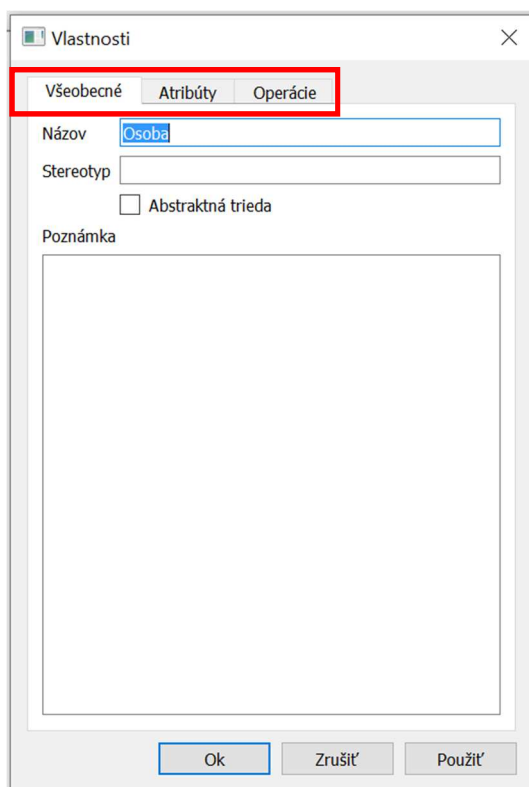 Vlastnosti
Všeobecné Atribúty Operácie
Názov Osoba
Stereotyp
Abstraktná trieda
Poznámka
Ok Zrušiť Použiť